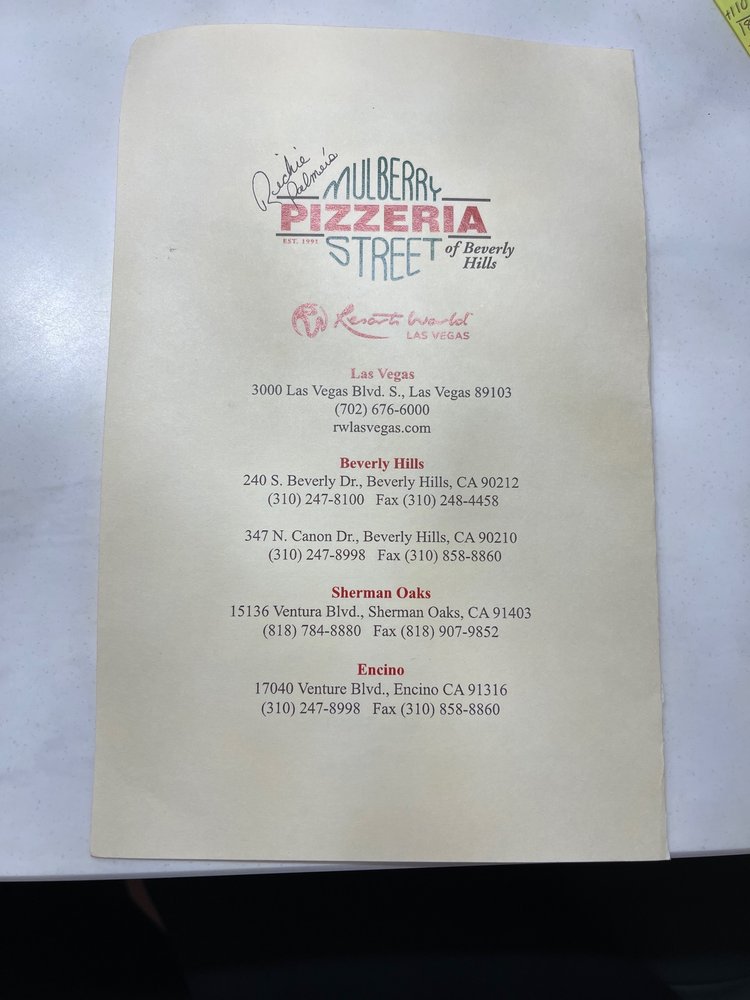 Richie
Palmer's
MULBERRY
PIZZERIA
EST. 1991
STREET
of Beverly
Hills
RW Resorts World
LAS VEGAS
Las Vegas
3000 Las Vegas Blvd. S., Las Vegas 89103
(702) 676-6000
rwlasvegas.com
Beverly Hills
240 S. Beverly Dr., Beverly Hills, CA 90212
(310) 247-8100 Fax (310) 248-4458
347 N. Canon Dr., Beverly Hills, CA 90210
(310) 247-8998 Fax (310) 858-8860
Sherman Oaks
15136 Ventura Blvd., Sherman Oaks, CA 91403
(818) 784-8880 Fax (818) 907-9852
Encino
17040 Venture Blvd., Encino CA 91316
(310) 247-8998 Fax (310) 858-8860